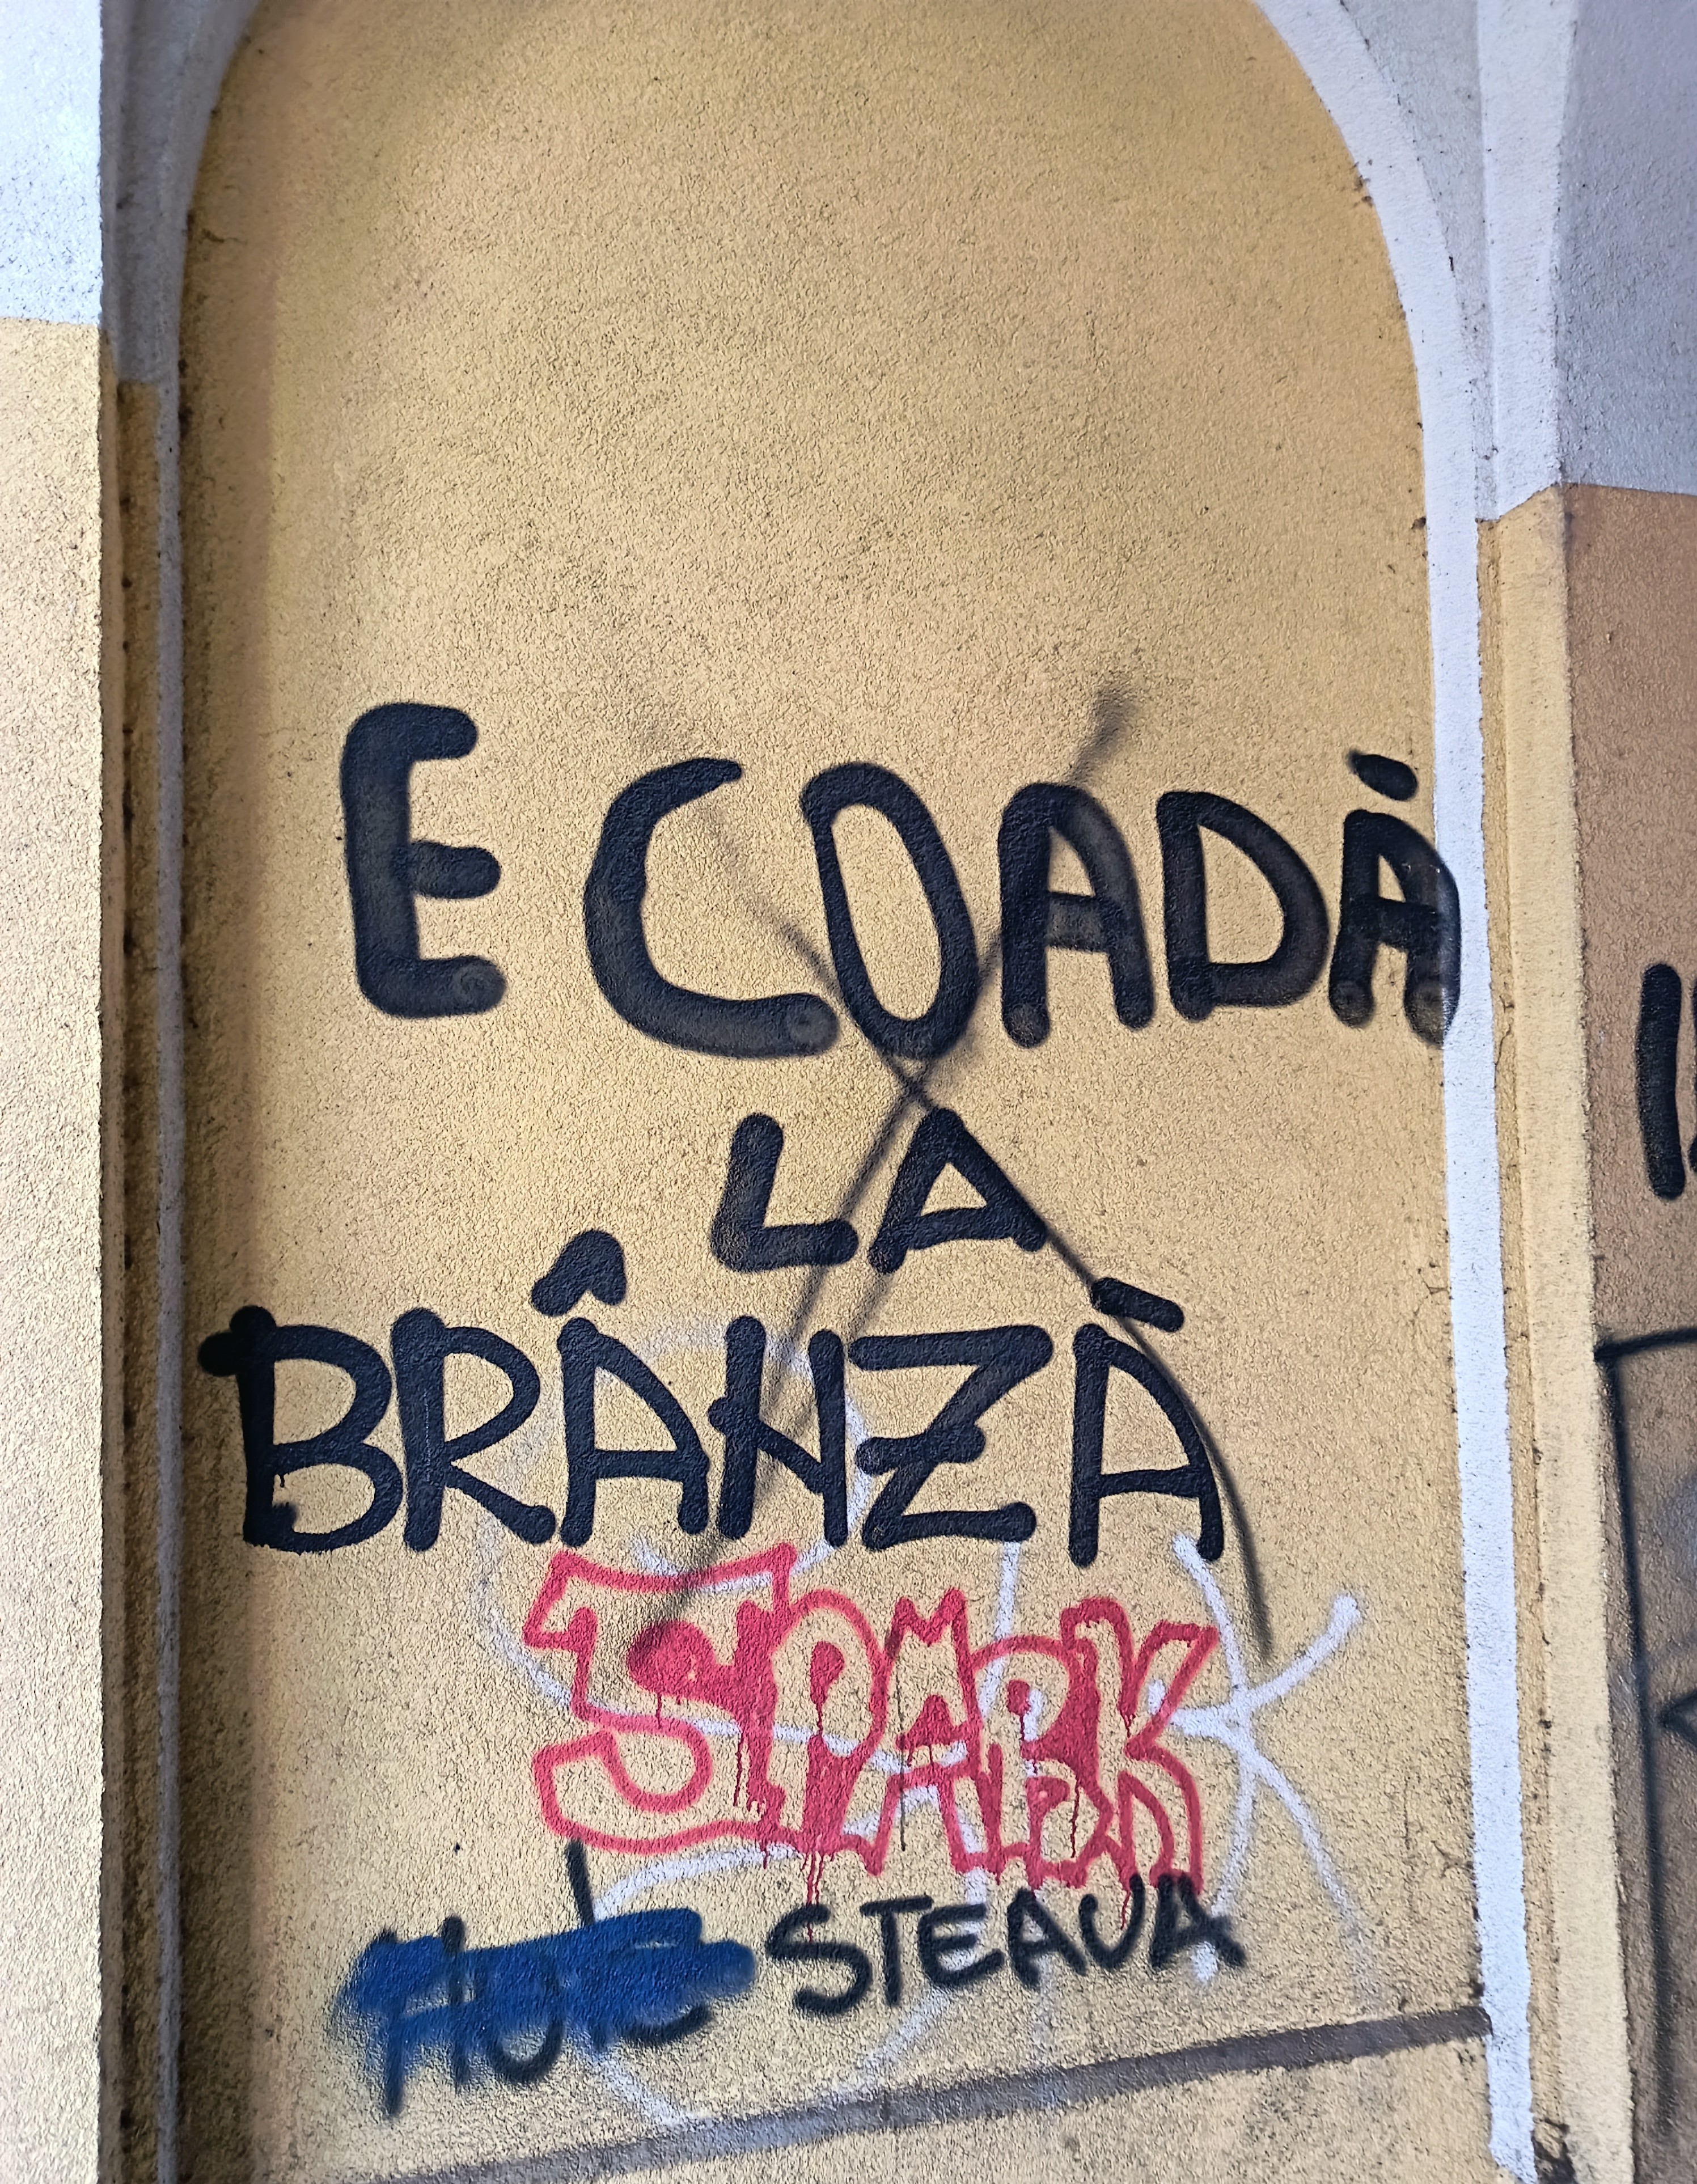 E COADĂ
LA
BRÂNZĂ
SPARK
STEAUA